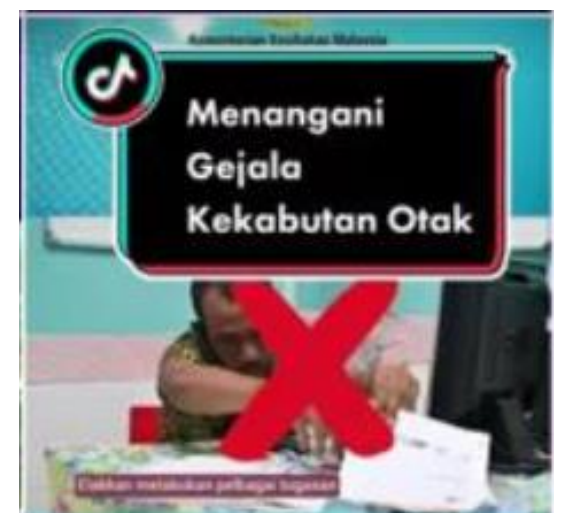 Kementerian Kesihatan Malaysia
Menangani
Gejala
Kekabutan Otak
Elakkan melakukan pelbagai tugasan